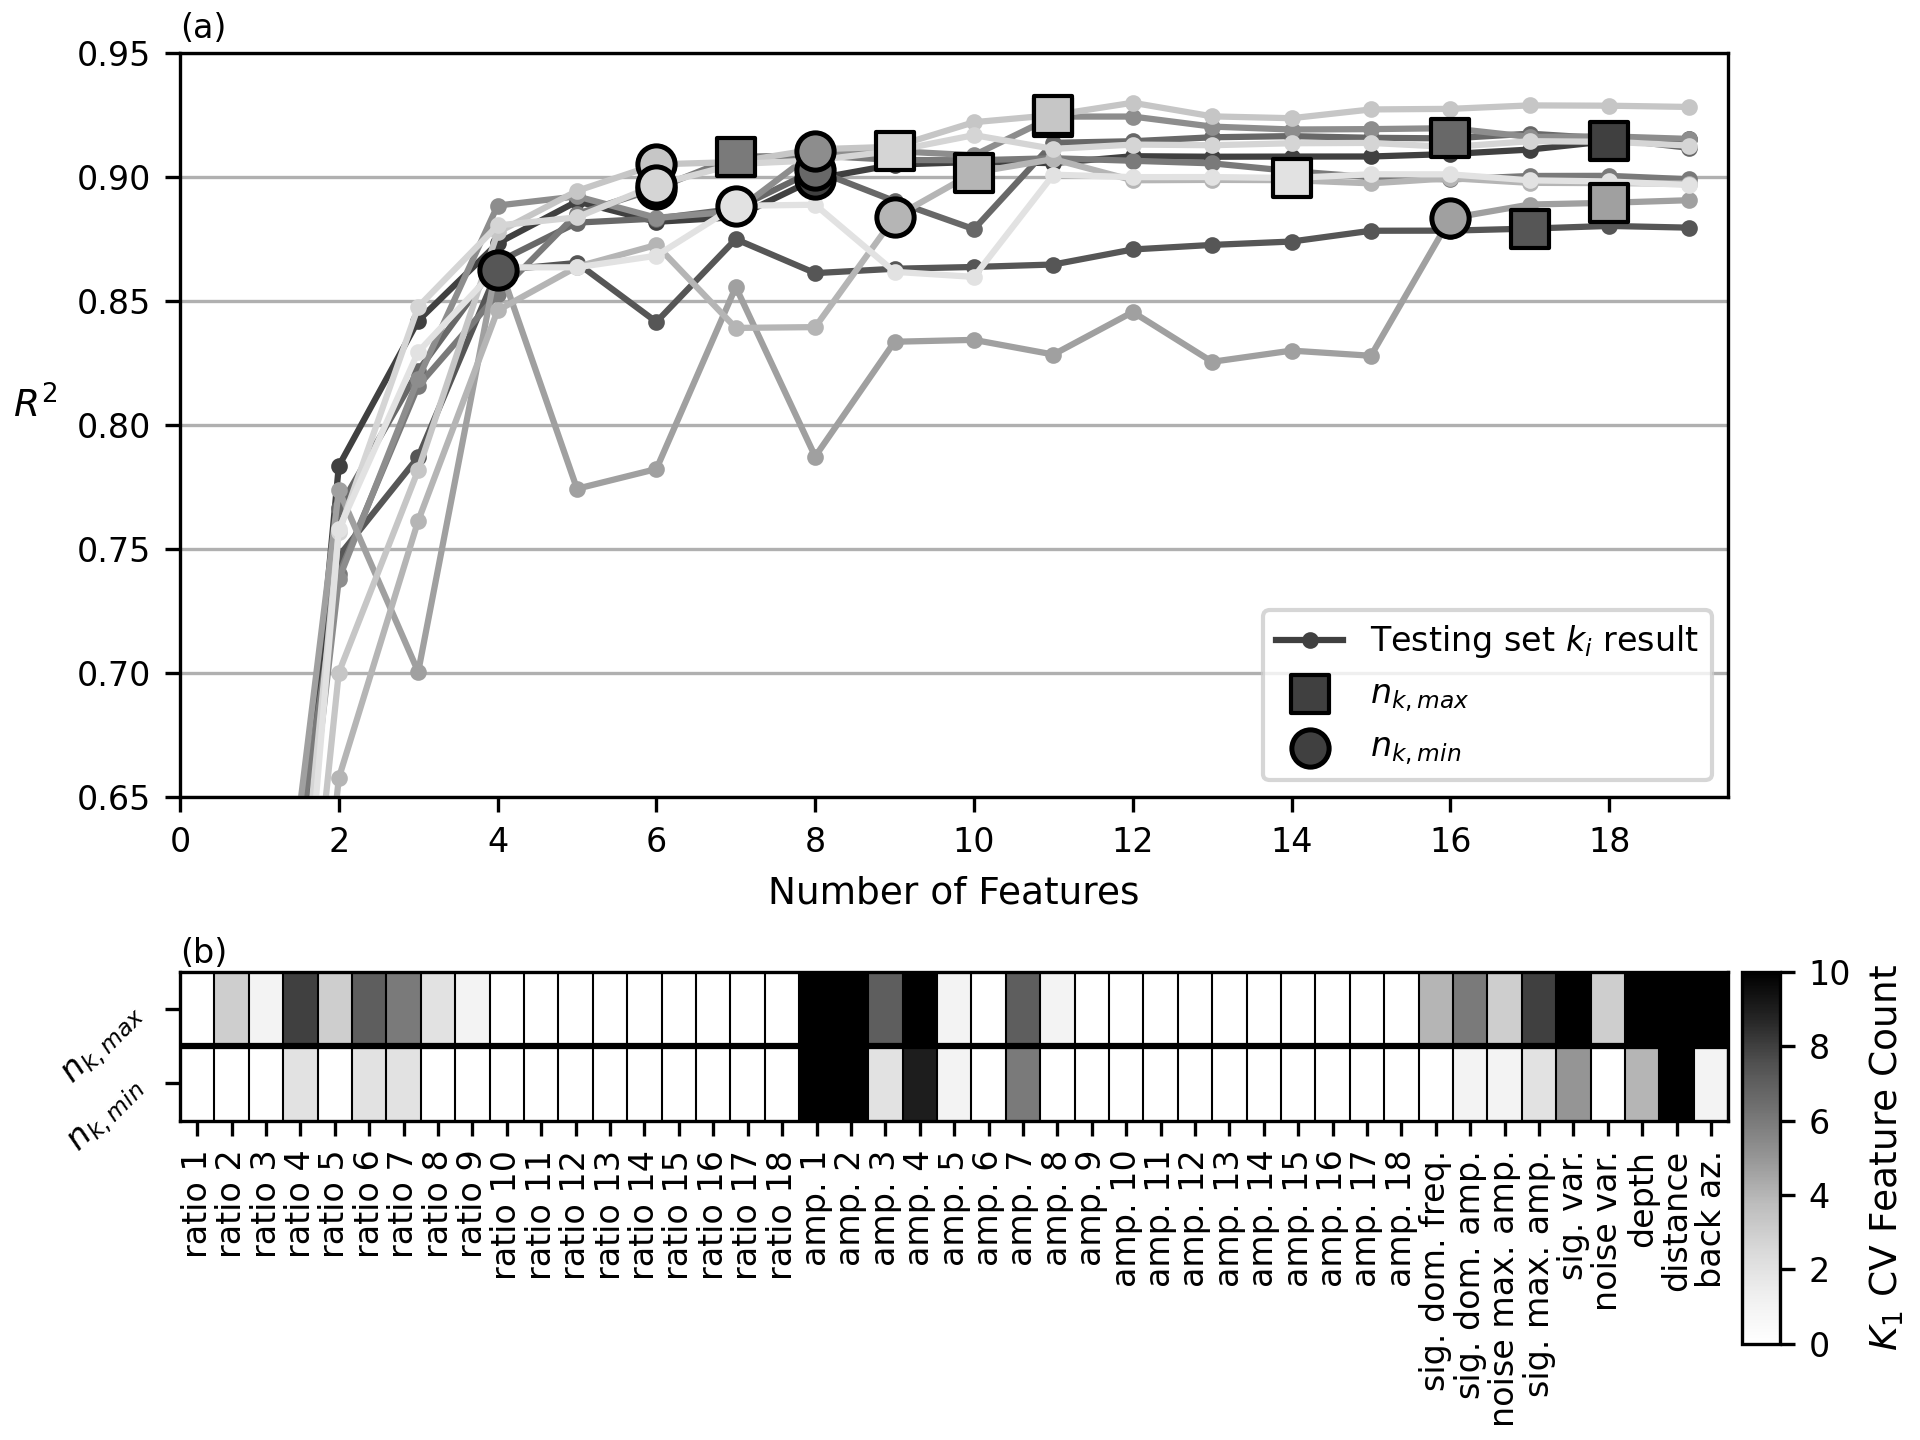 (a)
0.95
0.90
0.85
0.80
0.75
0.70
0.65
R²
0 2 4 6 8 10 12 14 16 18
Number of Features
Testing set kᵢ result
n_{k, max}
n_{k, min}
(b)
n_{k, max}
n_{k, min}
ratio 1
ratio 2
ratio 3
ratio 4
ratio 5
ratio 6
ratio 7
ratio 8
ratio 9
ratio 10
ratio 11
ratio 12
ratio 13
ratio 14
ratio 15
ratio 16
ratio 17
ratio 18
amp. 1
amp. 2
amp. 3
amp. 4
amp. 5
amp. 6
amp. 7
amp. 8
amp. 9
amp. 10
amp. 11
amp. 12
amp. 13
amp. 14
amp. 15
amp. 16
amp. 17
amp. 18
sig. dom. freq.
sig. dom. amp.
noise max. amp.
sig. max. amp.
sig. var.
noise var.
depth
distance
back az.
10
8
6
4
2
0
K₁ CV Feature Count